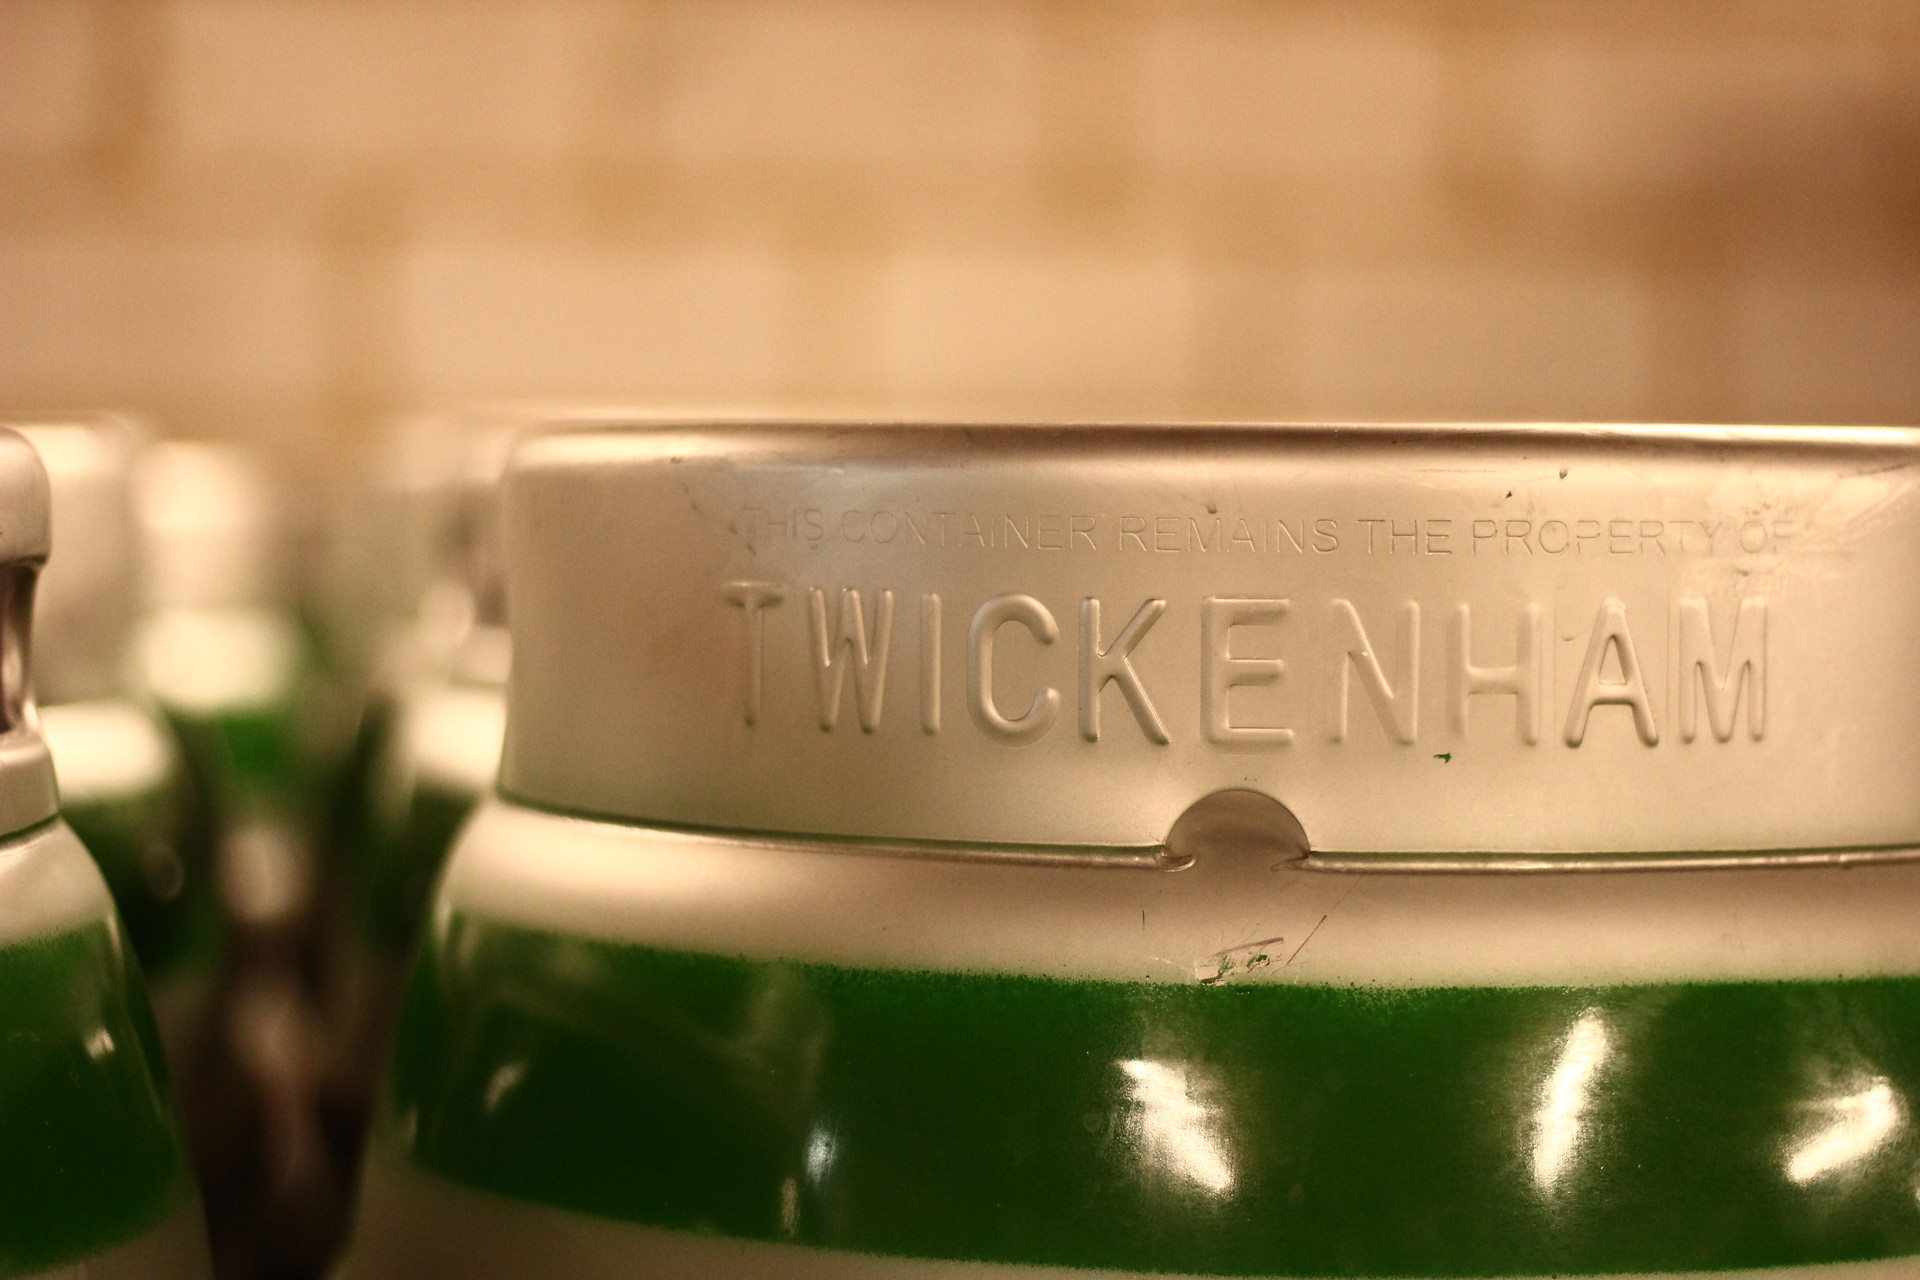 THIS CONTAINER REMAINS THE PROPERTY OF
TWICKENHAM